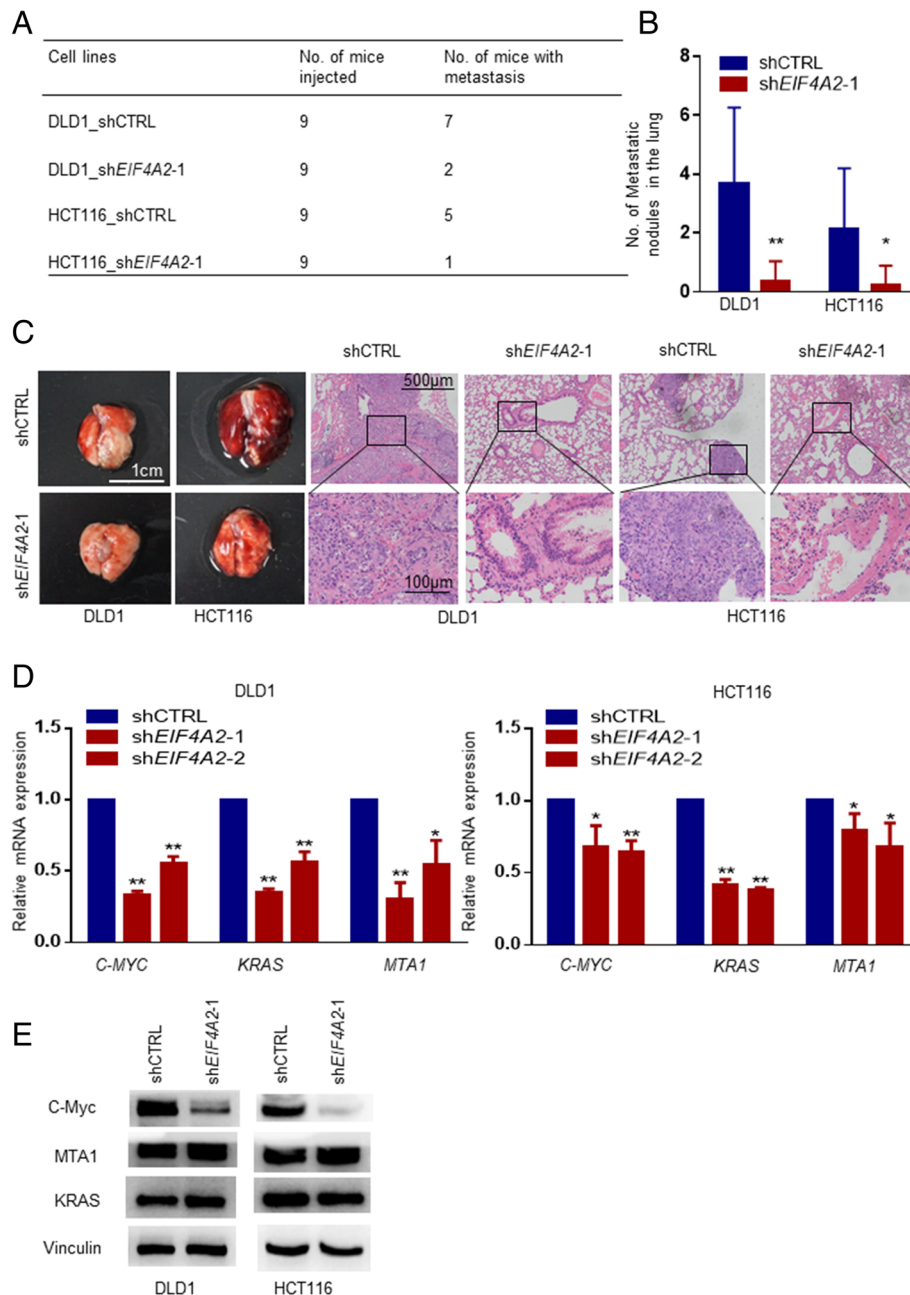 A
Cell lines No. of mice injected No. of mice with metastasis
DLD1_shCTRL 9 7
DLD1_shEIF4A2-1 9 2
HCT116_shCTRL 9 5
HCT116_shEIF4A2-1 9 1
B
shCTRL
shEIF4A2-1
No. of Metastatic
nodules in the lung
8
6
4
2
0
**
*
DLD1 HCT116
C
shCTRL shEIF4A2-1 shCTRL shEIF4A2-1
shCTRL
1cm
500µm
shEIF4A2-1
100µm
DLD1 HCT116 DLD1 HCT116
D
DLD1
shCTRL
shEIF4A2-1
shEIF4A2-2
Relative mRNA expression
1.5
1.0
0.5
0.0
** ** ** ** ** *
C-MYC KRAS MTA1
HCT116
shCTRL
shEIF4A2-1
shEIF4A2-2
Relative mRNA expression
1.5
1.0
0.5
0.0
* ** ** ** * *
C-MYC KRAS MTA1
E
shCTRL shEIF4A2-1 shCTRL shEIF4A2-1
C-Myc
MTA1
KRAS
Vinculin
DLD1 HCT116